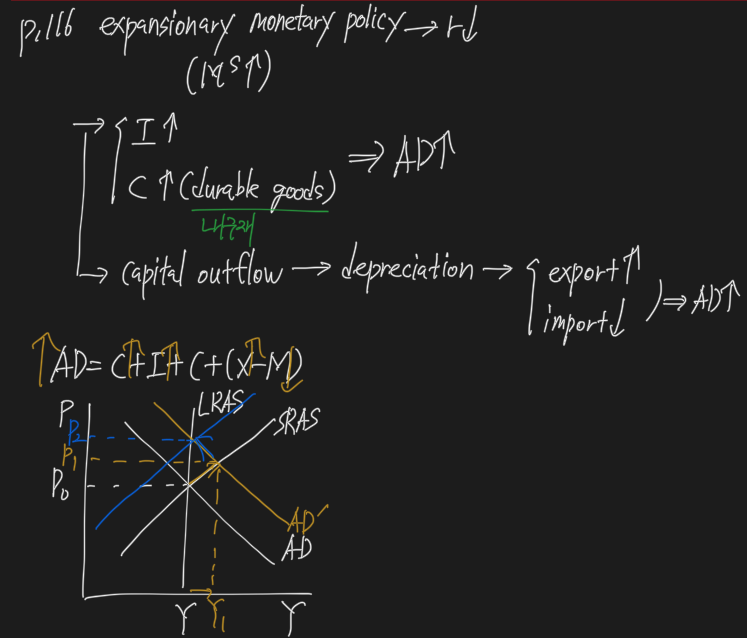 p.116 expansionary monetary policy → r↓
(Mˢ↑)
→ { I ↑
C ↑ (durable goods) ⇒ AD↑
내구재
↳ capital outflow → depreciation → { export↑
import↓ ) ⇒ AD↑
↑AD = C↑+I↑+C+(X↑-M↓)
P
LRAS
SRAS
P₂
P₁
P₀
AD′
AD
Y
Y₁
Y